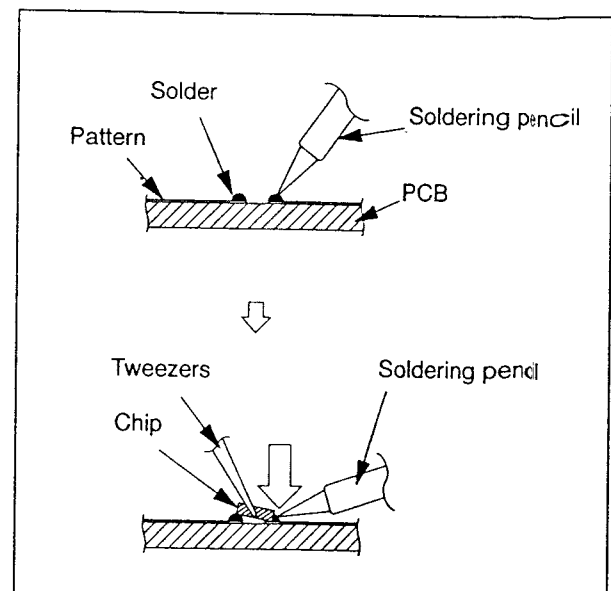 Solder
Soldering pencil
Pattern
PCB
Tweezers
Soldering pencil
Chip